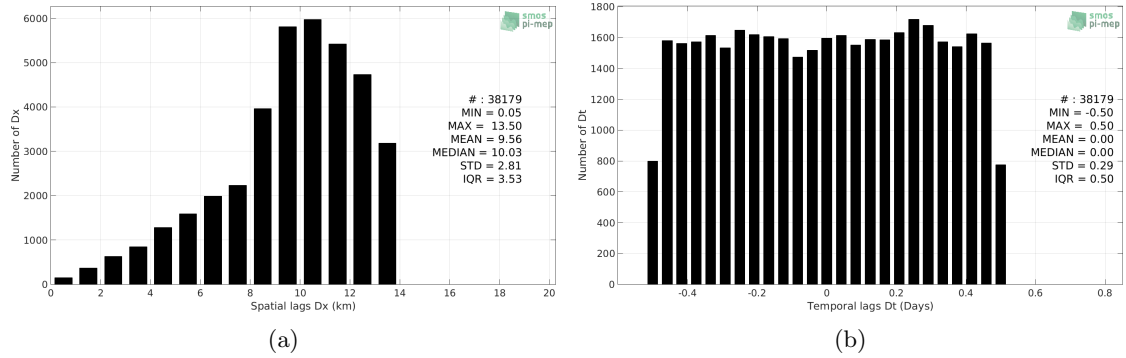 smos
pi-mep
6000
5000
4000
3000
2000
1000
0
Number of Dx
# : 38179
MIN = 0.05
MAX = 13.50
MEAN = 9.56
MEDIAN = 10.03
STD = 2.81
IQR = 3.53
0 2 4 6 8 10 12 14 16 18 20
Spatial lags Dx (km)
(a)
smos
pi-mep
1800
1600
1400
1200
1000
800
600
400
200
0
Number of Dt
# : 38179
MIN = -0.50
MAX = 0.50
MEAN = 0.00
MEDIAN = 0.00
STD = 0.29
IQR = 0.50
-0.4 -0.2 0 0.2 0.4 0.6 0.8
Temporal lags Dt (Days)
(b)